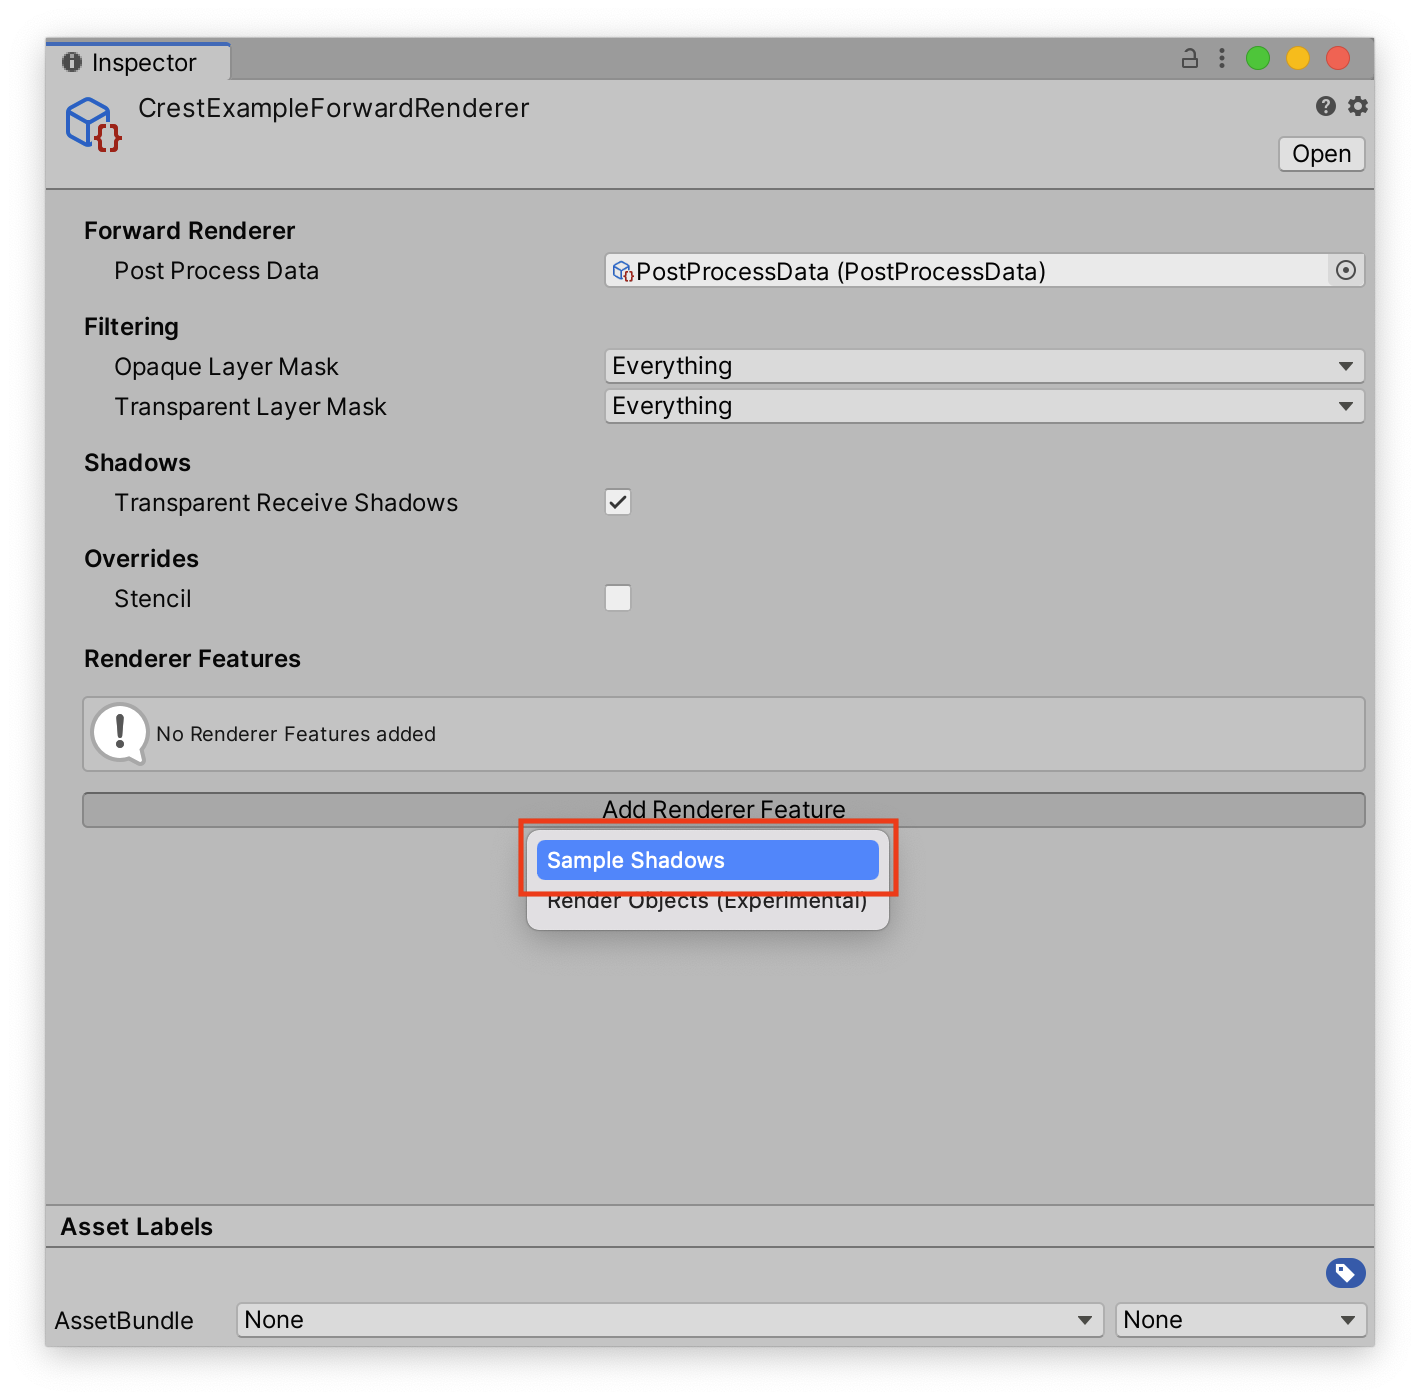 Inspector
CrestExampleForwardRenderer
Open
Forward Renderer
Post Process Data PostProcessData (PostProcessData)
Filtering
Opaque Layer Mask Everything
Transparent Layer Mask Everything
Shadows
Transparent Receive Shadows
Overrides
Stencil
Renderer Features
No Renderer Features added
Add Renderer Feature
Sample Shadows
Render Objects (Experimental)
Asset Labels
AssetBundle None None